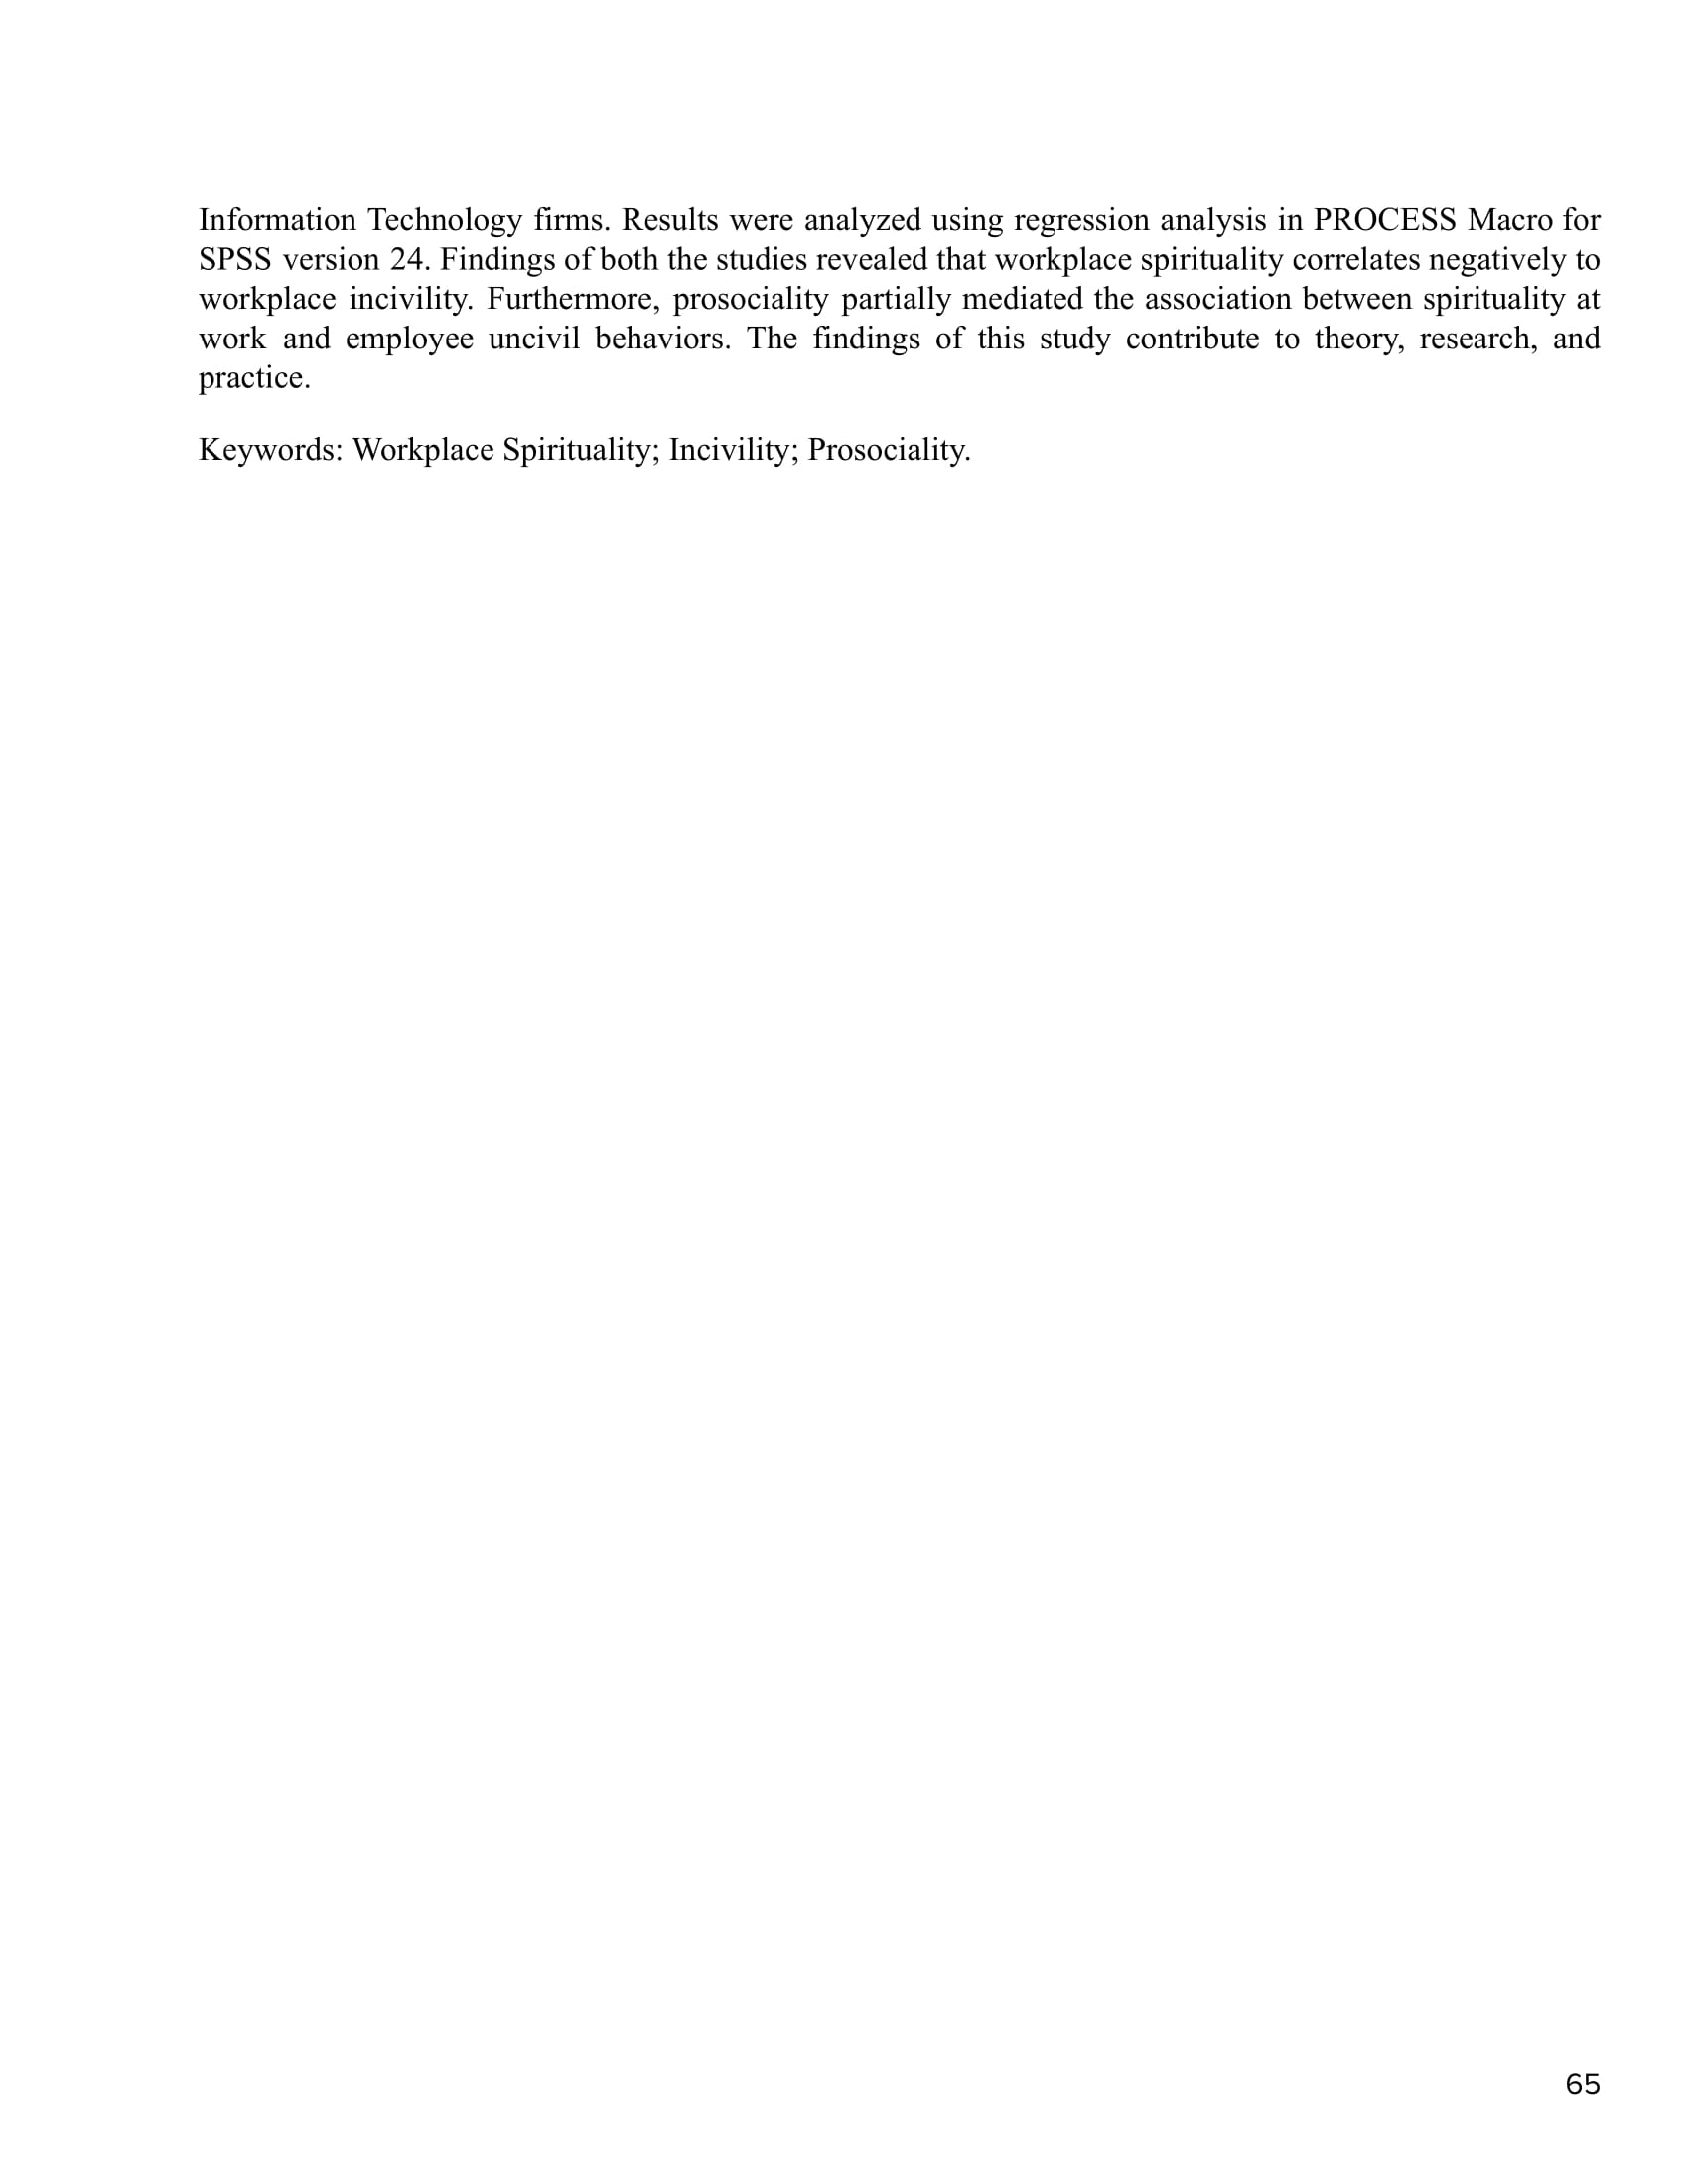 Information Technology firms. Results were analyzed using regression analysis in PROCESS Macro for
SPSS version 24. Findings of both the studies revealed that workplace spirituality correlates negatively to
workplace incivility. Furthermore, prosociality partially mediated the association between spirituality at
work and employee uncivil behaviors. The findings of this study contribute to theory, research, and
practice.
Keywords: Workplace Spirituality; Incivility; Prosociality.
65